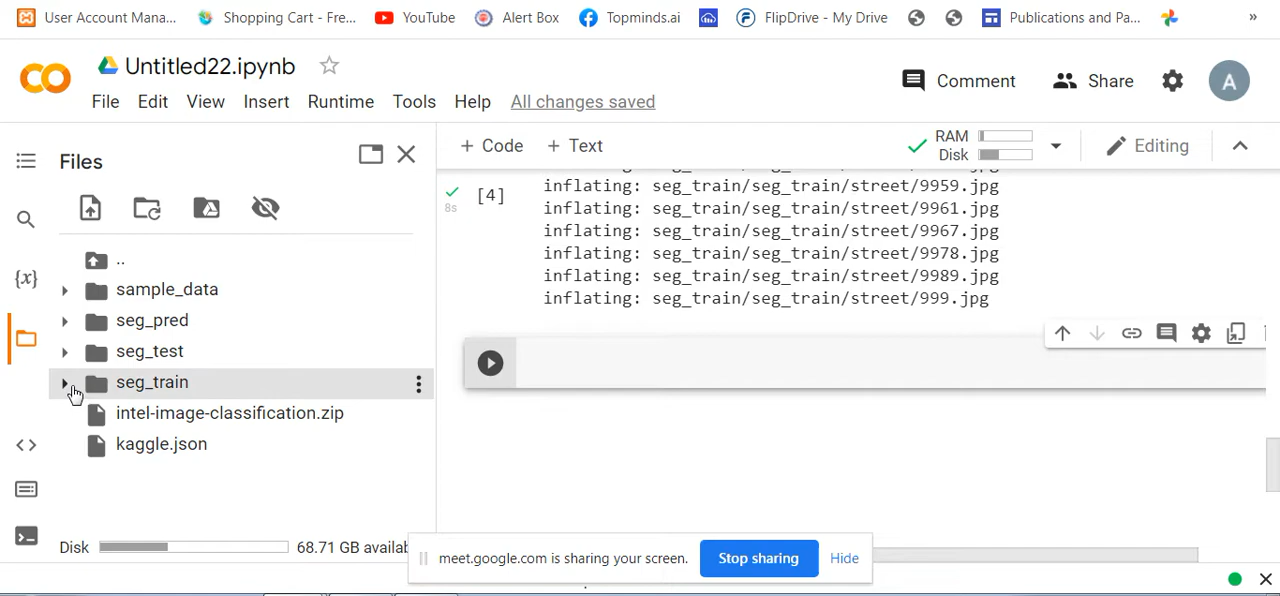 User Account Mana...
Shopping Cart - Fre...
YouTube
Alert Box
Topminds.ai
FlipDrive - My Drive
Publications and Pa...
»
Untitled22.ipynb
Comment
Share
A
File Edit View Insert Runtime Tools Help All changes saved
Files
+ Code + Text
RAM
Disk
Editing
{x}
..
sample_data
seg_pred
seg_test
seg_train
intel-image-classification.zip
kaggle.json
Disk
68.71 GB availab
[4]
8s
inflating: seg_train/seg_train/street/9959.jpg
inflating: seg_train/seg_train/street/9961.jpg
inflating: seg_train/seg_train/street/9967.jpg
inflating: seg_train/seg_train/street/9978.jpg
inflating: seg_train/seg_train/street/9989.jpg
inflating: seg_train/seg_train/street/999.jpg
meet.google.com is sharing your screen.
Stop sharing
Hide